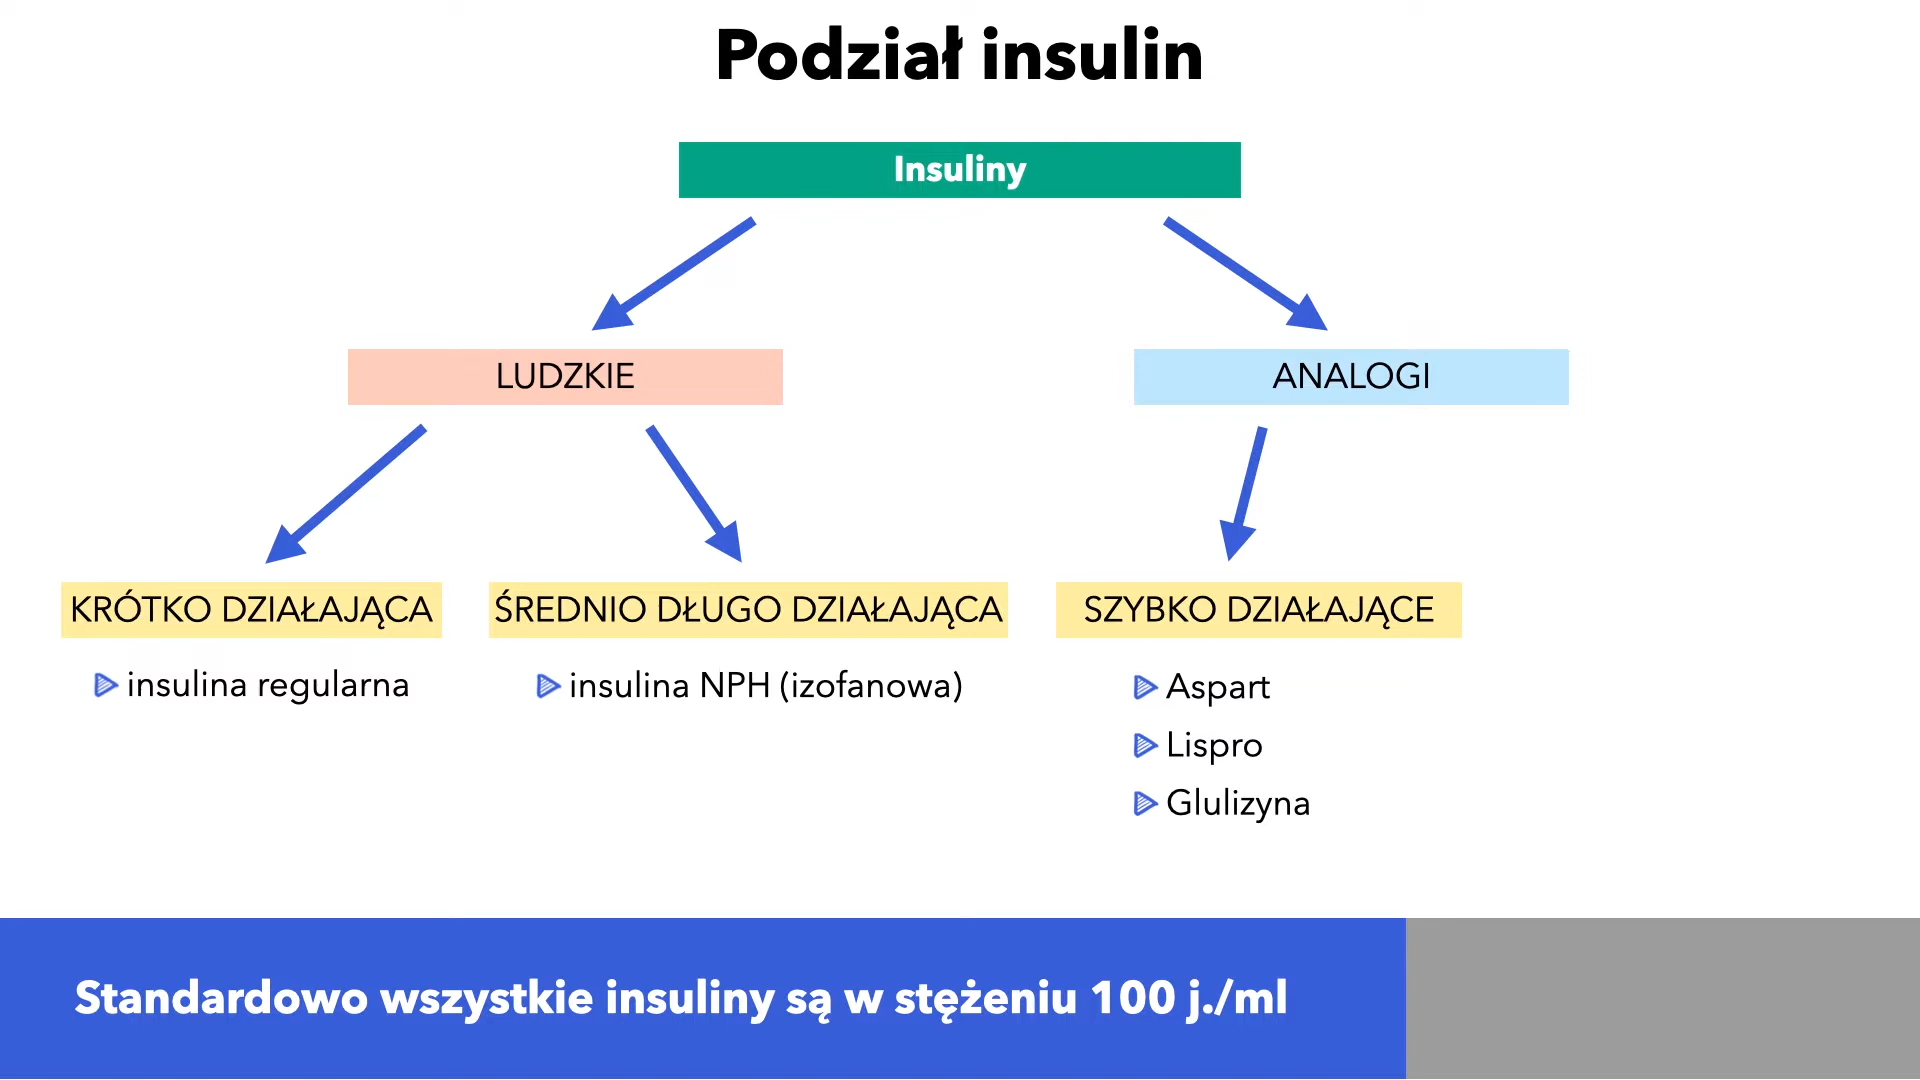 Podział insulin
Insuliny
LUDZKIE
ANALOGI
KRÓTKO DZIAŁAJĄCA
insulina regularna
ŚREDNIO DŁUGO DZIAŁAJĄCA
insulina NPH (izofanowa)
SZYBKO DZIAŁAJĄCE
Aspart
Lispro
Glulizyna
Standardowo wszystkie insuliny są w stężeniu 100 j./ml